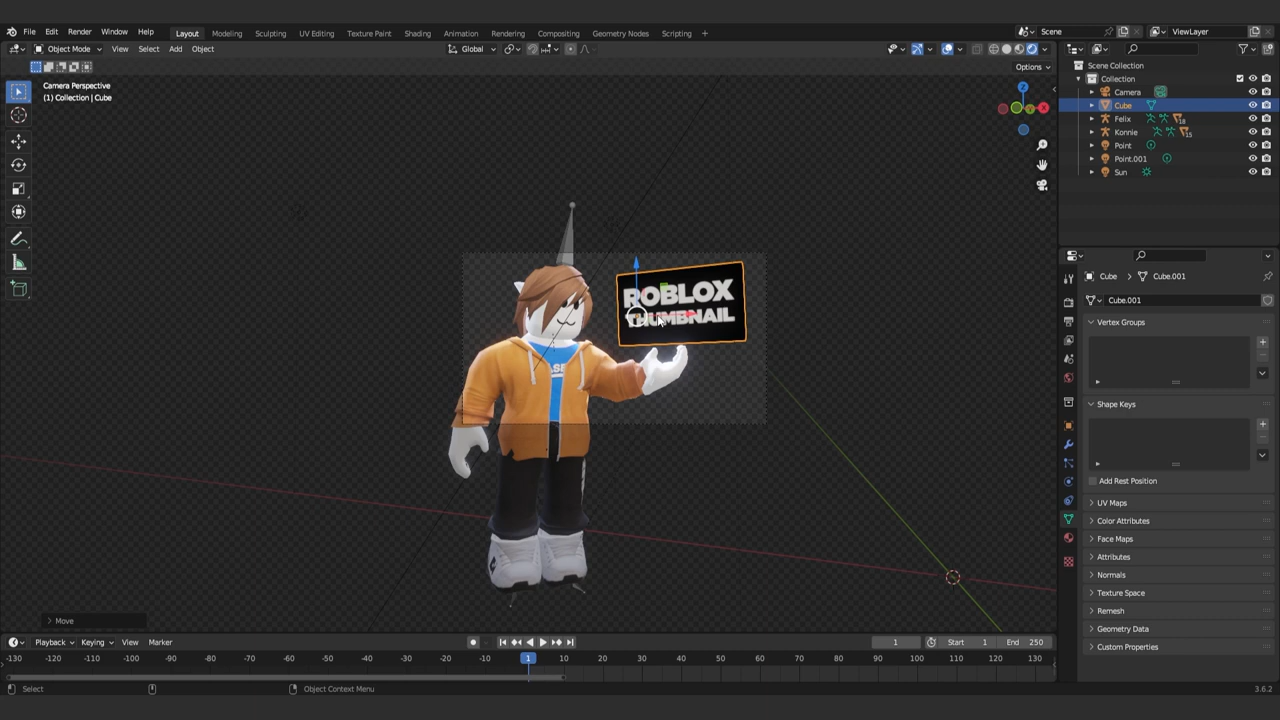 File Edit Render Window Help Layout Modeling Sculpting UV Editing Texture Paint Shading Animation Rendering Compositing Geometry Nodes Scripting + Scene ViewLayer
Object Mode View Select Add Object Global
Options
Camera Perspective
(1) Collection | Cube
Z
X
Scene Collection
Collection
Camera
Cube
Felix 18
Konnie 15
Point
Point.001
Sun
ROBLOX
THUMBNAIL
Cube Cube.001
Cube.001
Vertex Groups
Shape Keys
Add Rest Position
UV Maps
Color Attributes
Face Maps
Attributes
Normals
Texture Space
Remesh
Geometry Data
Custom Properties
Move
Playback Keying View Marker 1 Start 1 End 250
-130 -120 -110 -100 -90 -80 -70 -60 -50 -40 -30 -20 -10 1 10 20 30 40 50 60 70 80 90 100 110 120 130
Select Object Context Menu 3.6.2